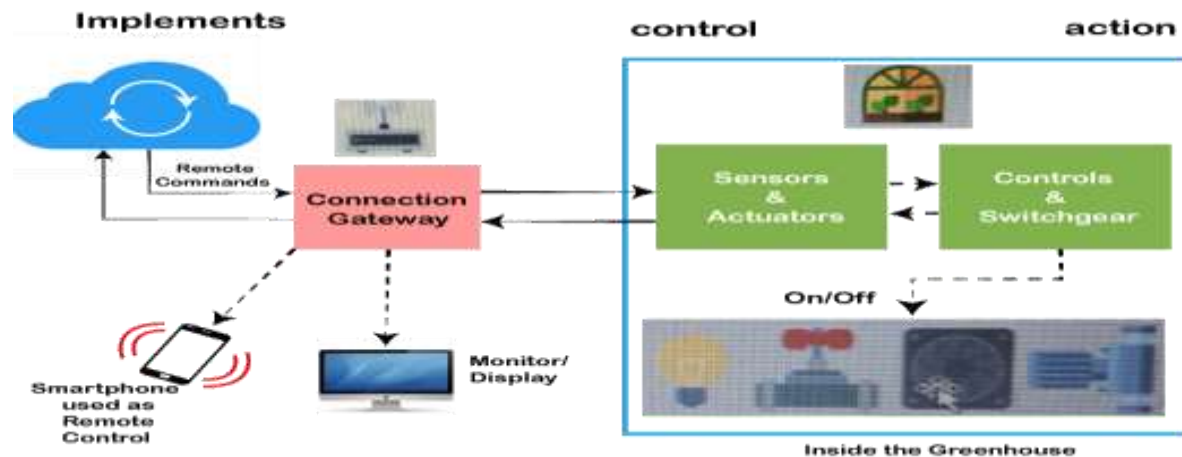 Implements
control
action
Remote
Commands
Connection
Gateway
Sensors
&
Actuators
Controls
&
Switchgear
On/Off
Smartphone
used as
Remote
Control
Monitor/
Display
Inside the Greenhouse